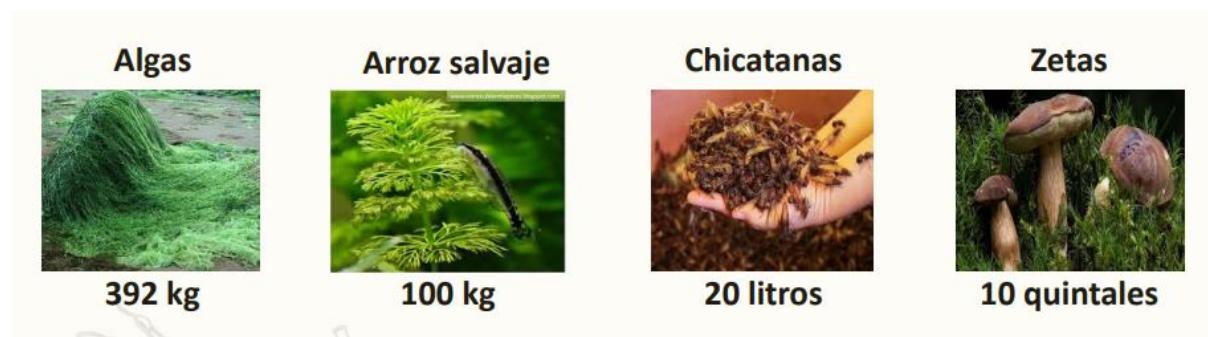 Algas
Arroz salvaje
Chicatanas
Zetas
392 kg
100 kg
20 litros
10 quintales